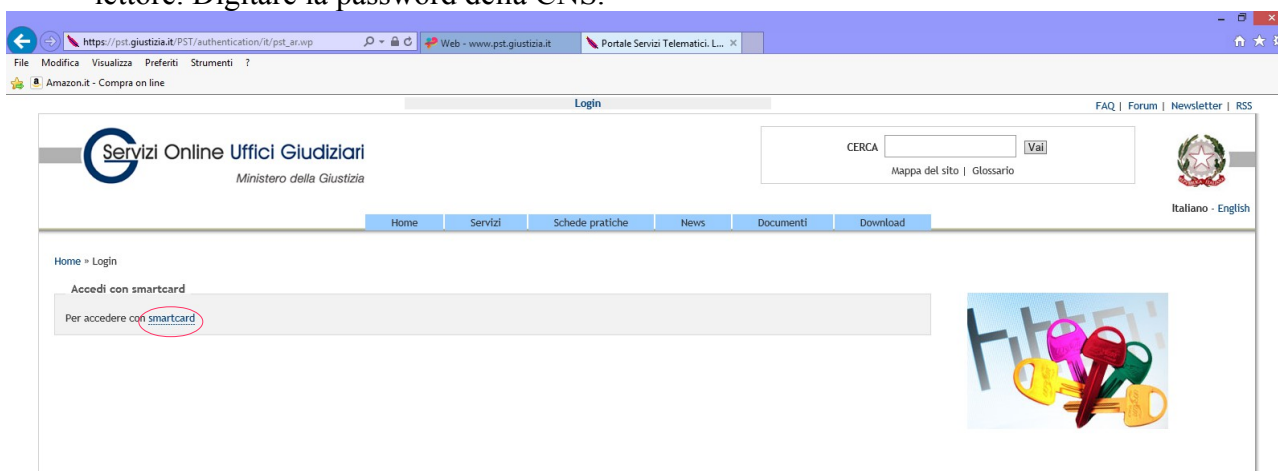 lettore. Digitare la password della CNS.
https://pst.giustizia.it/PST/authentication/it/pst_ar.wp
Web - www.pst.giustizia.it
Portale Servizi Telematici. L...
File Modifica Visualizza Preferiti Strumenti ?
Amazon.it - Compra on line
Login
FAQ | Forum | Newsletter | RSS
Servizi Online Uffici Giudiziari
Ministero della Giustizia
CERCA Vai
Mappa del sito | Glossario
Italiano - English
Home Servizi Schede pratiche News Documenti Download
Home » Login
Accedi con smartcard
Per accedere con smartcard
http: